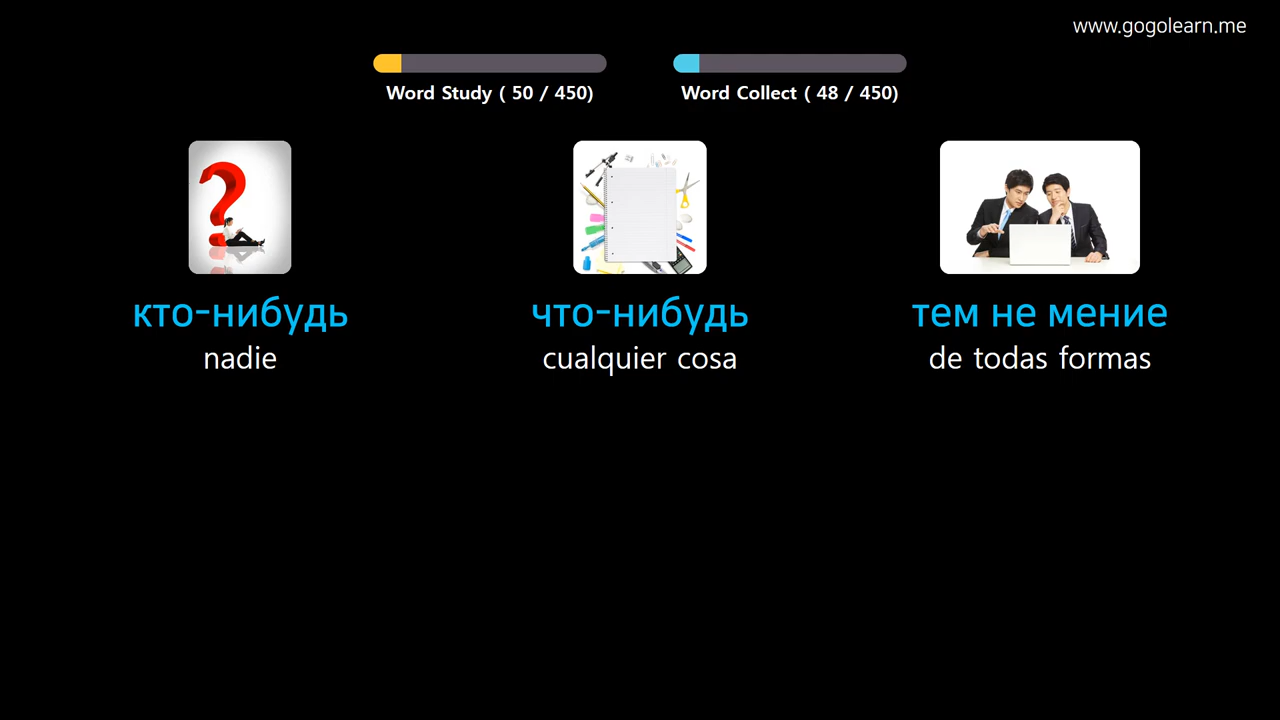 www.gogolearn.me
Word Study ( 50 / 450)
Word Collect ( 48 / 450)
кто-нибудь
nadie
что-нибудь
cualquier cosa
тем не мение
de todas formas